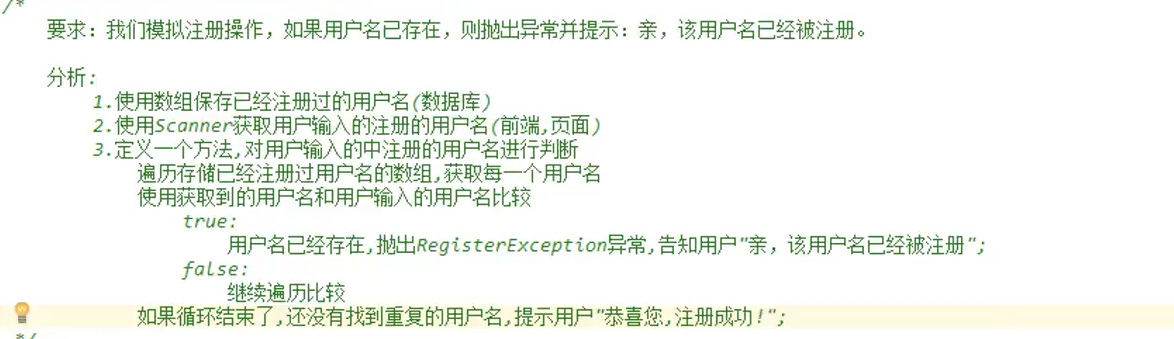 /*
要求：我们模拟注册操作，如果用户名已存在，则抛出异常并提示：亲，该用户名已经被注册。
分析:
1.使用数组保存已经注册过的用户名(数据库)
2.使用Scanner获取用户输入的注册的用户名(前端,页面)
3.定义一个方法,对用户输入的中注册的用户名进行判断
遍历存储已经注册过用户名的数组,获取每一个用户名
使用获取到的用户名和用户输入的用户名比较
true:
用户名已经存在,抛出RegisterException异常,告知用户"亲，该用户名已经被注册";
false:
继续遍历比较
如果循环结束了,还没有找到重复的用户名,提示用户"恭喜您,注册成功!";
*/